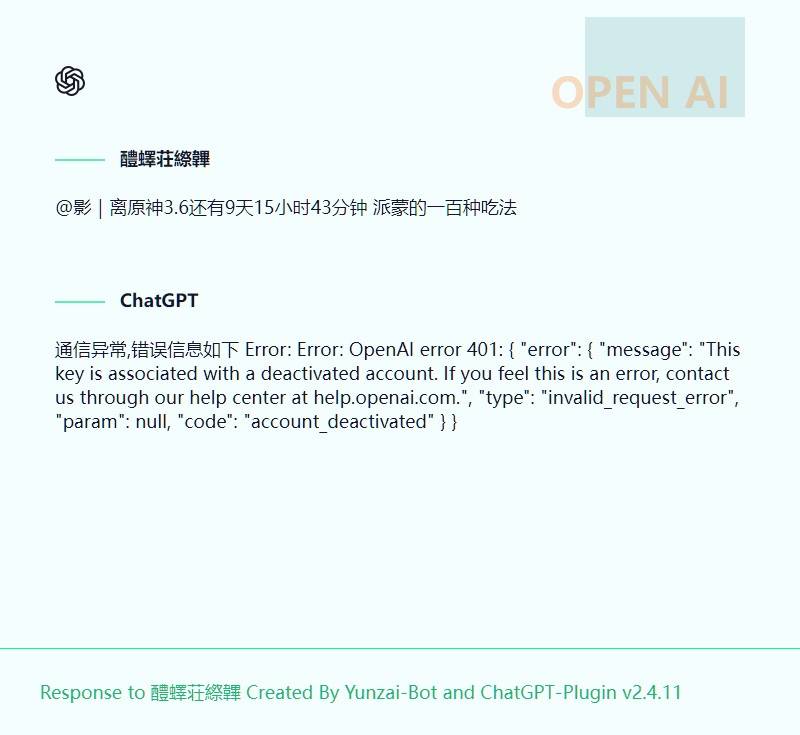 OPEN AI
醴蠌荘縩韠
@影｜离原神3.6还有9天15小时43分钟 派蒙的一百种吃法
ChatGPT
通信异常,错误信息如下 Error: Error: OpenAI error 401: { "error": { "message": "This
key is associated with a deactivated account. If you feel this is an error, contact
us through our help center at help.openai.com.", "type": "invalid_request_error",
"param": null, "code": "account_deactivated" } }
Response to 醴蠌荘縩韠 Created By Yunzai-Bot and ChatGPT-Plugin v2.4.11